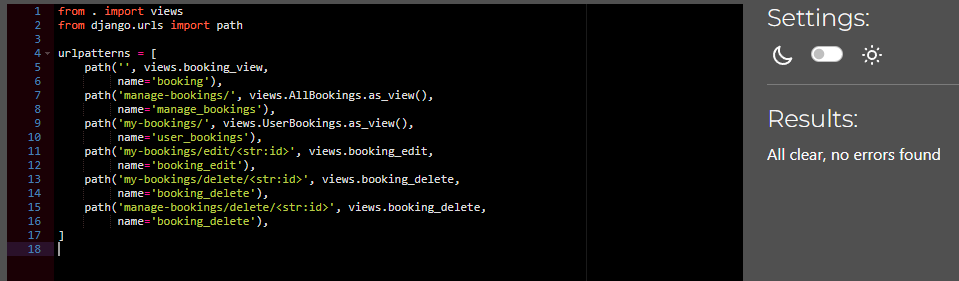 1 from . import views
2 from django.urls import path
3
4 urlpatterns = [
5     path('', views.booking_view,
6          name='booking'),
7     path('manage-bookings/', views.AllBookings.as_view(),
8          name='manage_bookings'),
9     path('my-bookings/', views.UserBookings.as_view(),
10          name='user_bookings'),
11     path('my-bookings/edit/<str:id>', views.booking_edit,
12          name='booking_edit'),
13     path('my-bookings/delete/<str:id>', views.booking_delete,
14          name='booking_delete'),
15     path('manage-bookings/delete/<str:id>', views.booking_delete,
16          name='booking_delete'),
17 ]
18
Settings:
Results:
All clear, no errors found